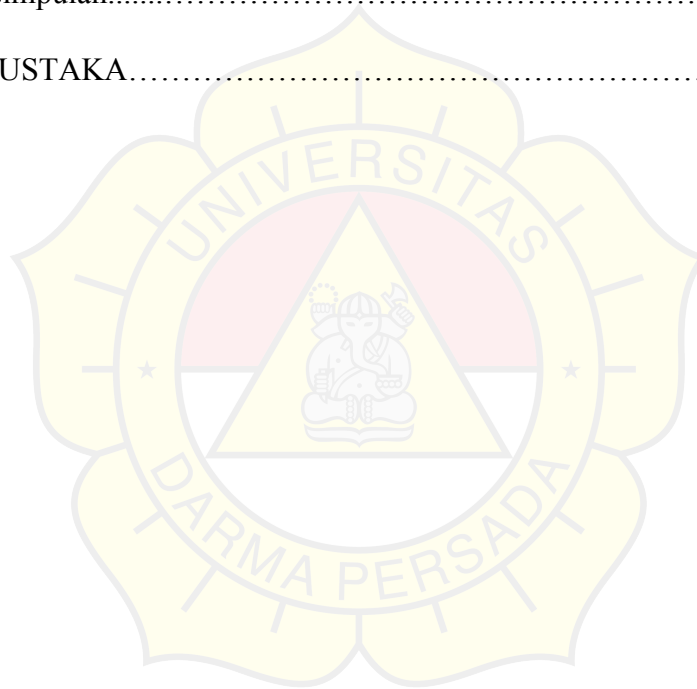 impulan......……………………………………………
USTAKA………………………………………………
UNIVERSITAS
DARMA PERSADA